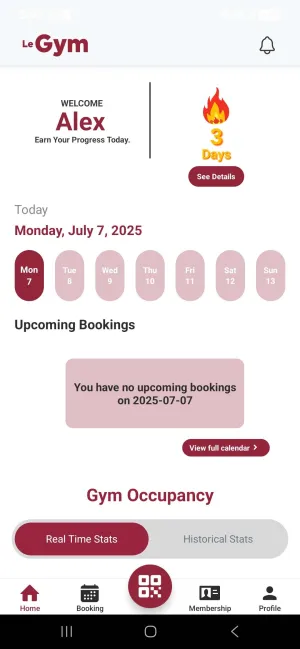 Le Gym
WELCOME
Alex
Earn Your Progress Today.
3
Days
See Details
Today
Monday, July 7, 2025
Mon Tue Wed Thu Fri Sat Sun
7 8 9 10 11 12 13
Upcoming Bookings
You have no upcoming bookings
on 2025-07-07
View full calendar
Gym Occupancy
Real Time Stats Historical Stats
Home Booking Membership Profile